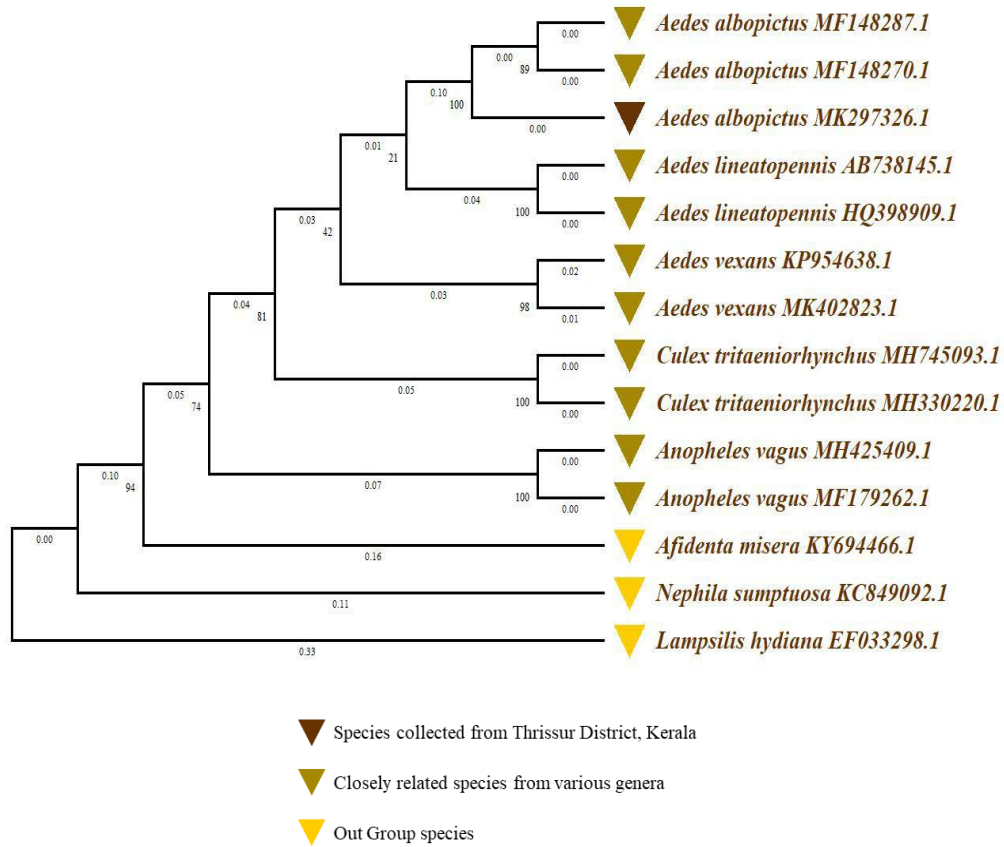 0.00
Aedes albopictus MF148287.1
0.00
89
0.00
Aedes albopictus MF148270.1
0.10
100
0.00
Aedes albopictus MK297326.1
0.01
21
0.00
Aedes lineatopennis AB738145.1
0.04
100
0.00
Aedes lineatopennis HQ398909.1
0.03
42
0.02
Aedes vexans KP954638.1
0.03
98
0.01
Aedes vexans MK402823.1
0.04
81
0.00
Culex tritaeniorhynchus MH745093.1
0.05
100
0.00
Culex tritaeniorhynchus MH330220.1
0.05
74
0.00
Anopheles vagus MH425409.1
0.07
100
0.00
Anopheles vagus MF179262.1
0.10
94
0.16
Afidenta misera KY694466.1
0.00
0.11
Nephila sumptuosa KC849092.1
0.33
Lampsilis hydiana EF033298.1
Species collected from Thrissur District, Kerala
Closely related species from various genera
Out Group species